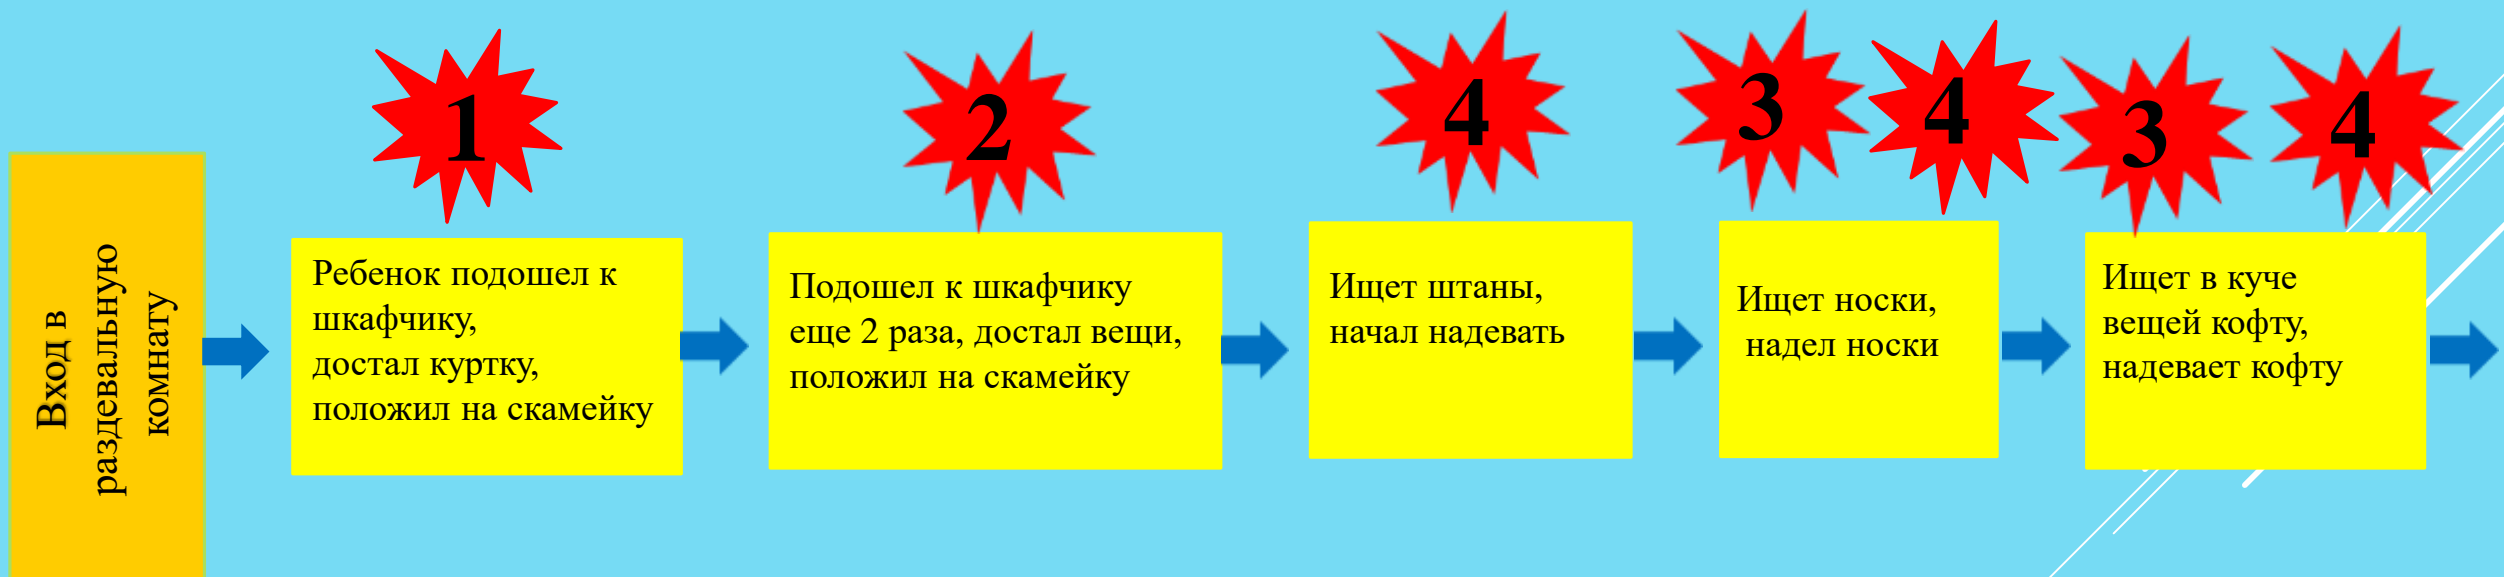 1
2
4
3
4
3
4
Вход в
раздевальную
комнату
Ребенок подошел к
шкафчику,
достал куртку,
положил на скамейку
Подошел к шкафчику
еще 2 раза, достал вещи,
положил на скамейку
Ищет штаны,
начал надевать
Ищет носки,
надел носки
Ищет в куче
вещей кофту,
надевает кофту